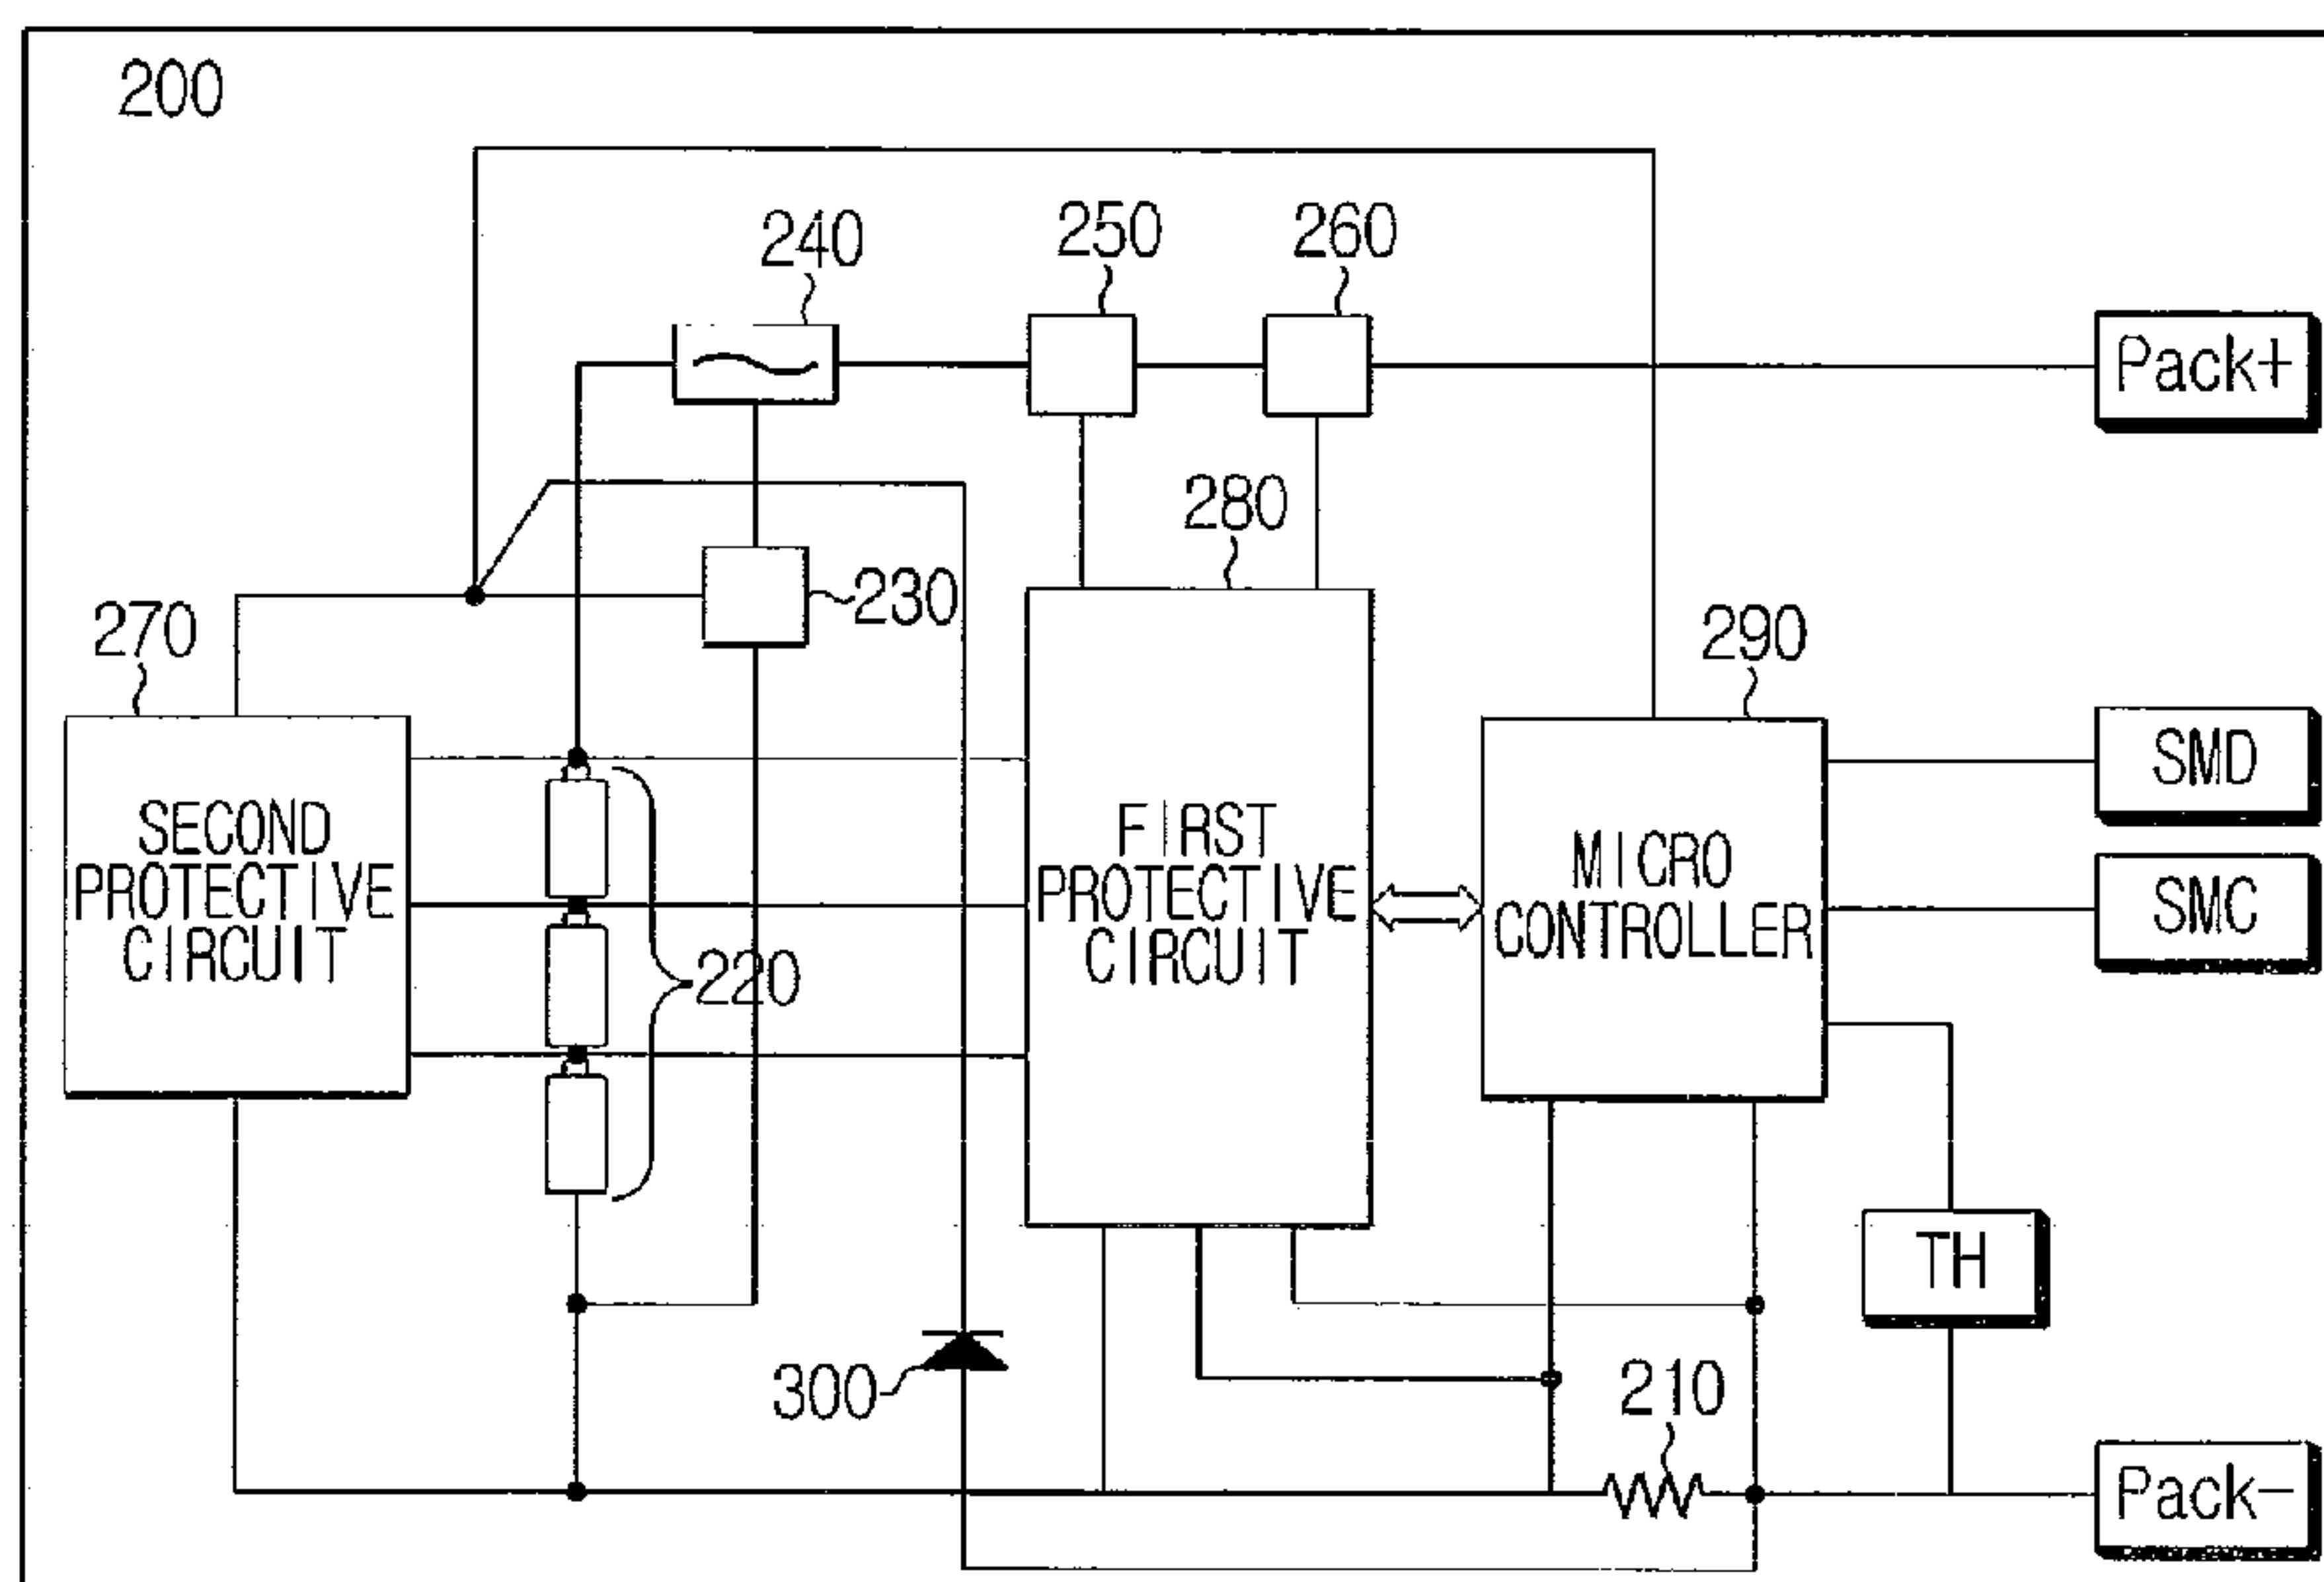 200
240
250
260
Pack+
280
230
270
290
SMD
SECOND
PROTECTIVE
CIRCUIT
FIRST
PROTECTIVE
CIRCUIT
MICRO
CONTROLLER
SMC
220
TH
300
210
Pack-